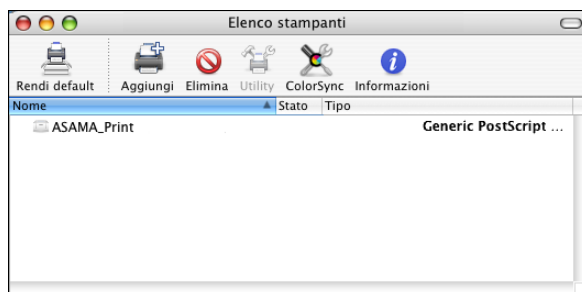 Elenco stampanti
Rendi default Aggiungi Elimina Utility ColorSync Informazioni
Nome Stato Tipo
ASAMA_Print Generic PostScript ...